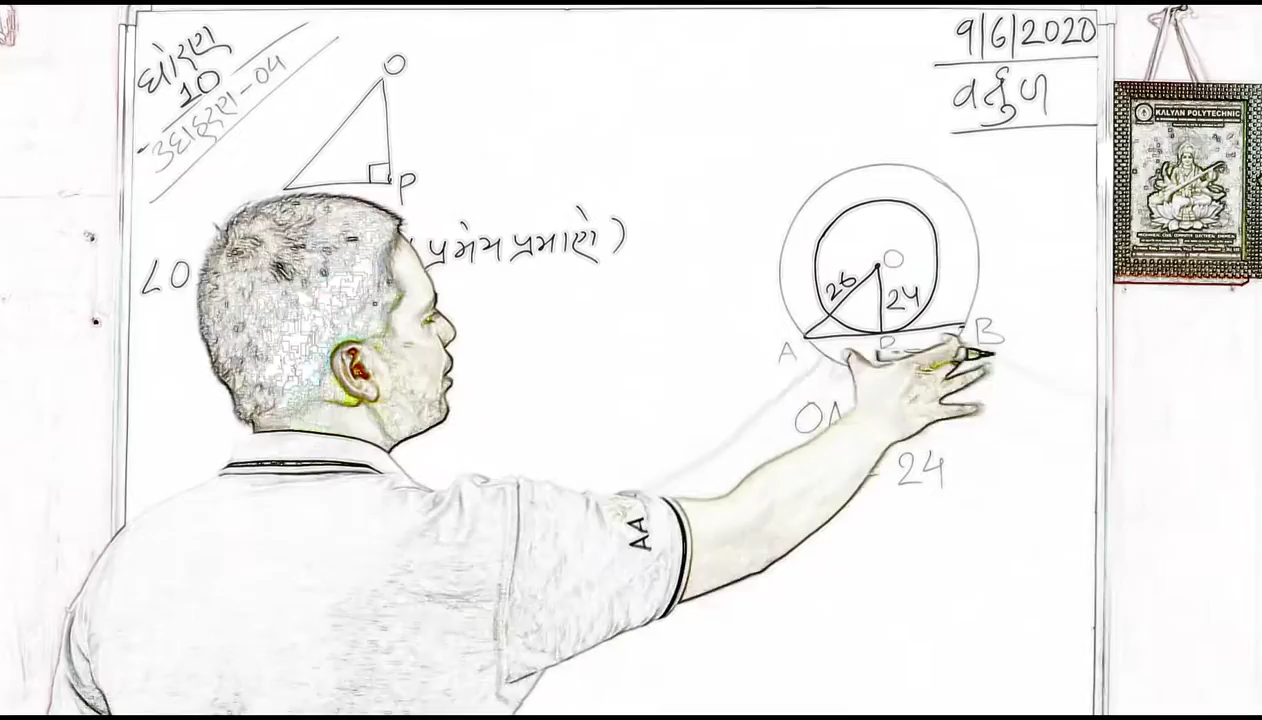 ધોરણ
10
ઉદાહરણ-04
9/6/2020
વર્તુળ
O
P
∠O
(પ્રમેય પ્રમાણે)
O
26
24
A
P
B
OA
24
AA
KALYAN POLYTECHNIC